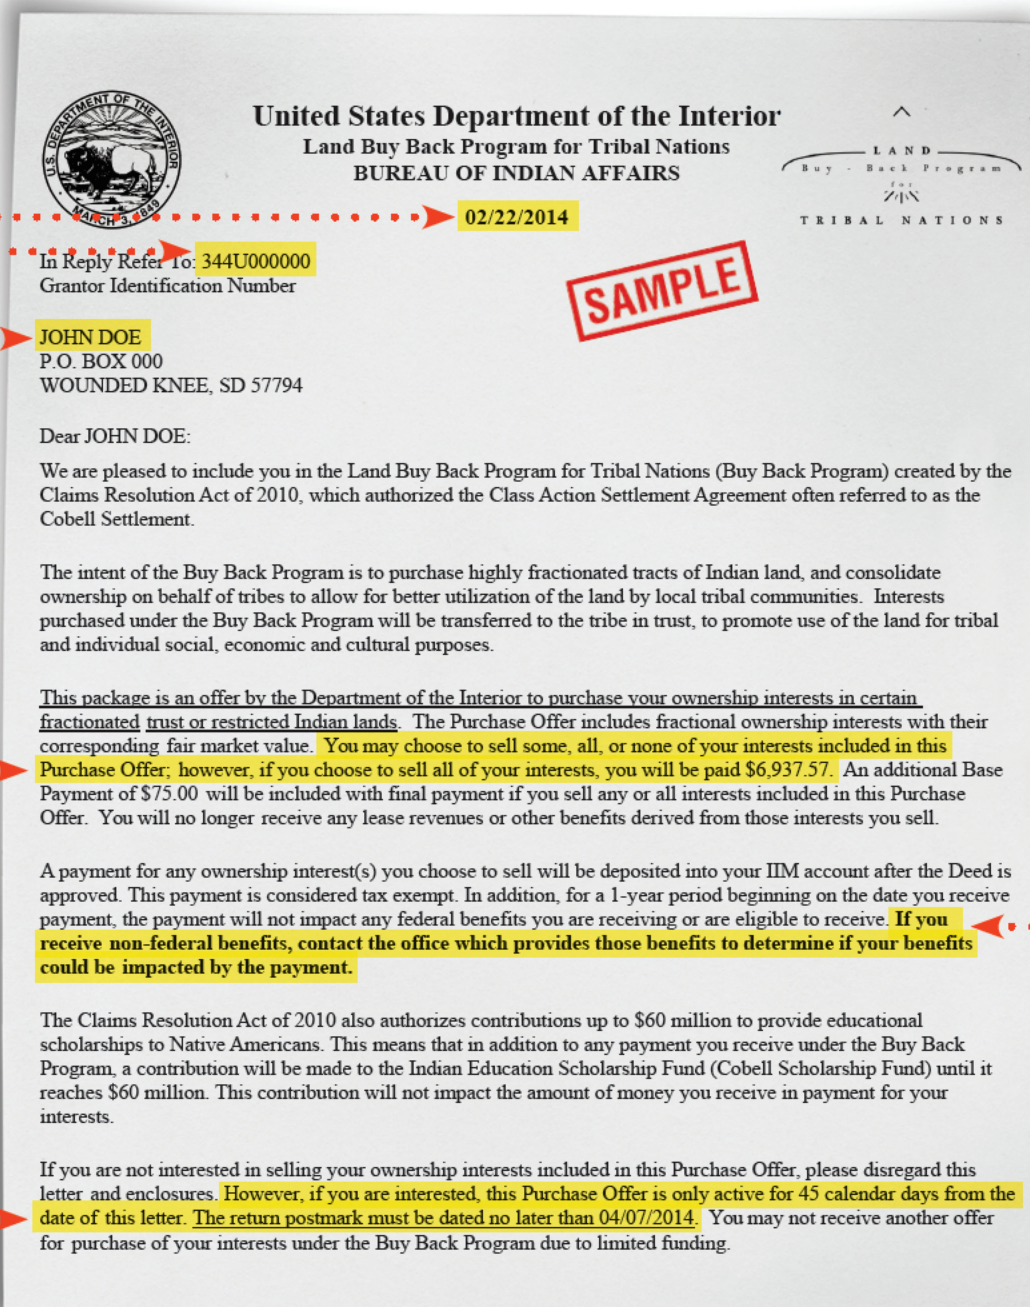 United States Department of the Interior
Land Buy Back Program for Tribal Nations
BUREAU OF INDIAN AFFAIRS
U.S. DEPARTMENT OF THE INTERIOR
MARCH 3, 1849
LAND
Buy - Back Program
for
TRIBAL NATIONS
02/22/2014
In Reply Refer To: 344U000000
Grantor Identification Number
SAMPLE
JOHN DOE
P.O. BOX 000
WOUNDED KNEE, SD 57794
Dear JOHN DOE:
We are pleased to include you in the Land Buy Back Program for Tribal Nations (Buy Back Program) created by the
Claims Resolution Act of 2010, which authorized the Class Action Settlement Agreement often referred to as the
Cobell Settlement.
The intent of the Buy Back Program is to purchase highly fractionated tracts of Indian land, and consolidate
ownership on behalf of tribes to allow for better utilization of the land by local tribal communities.  Interests
purchased under the Buy Back Program will be transferred to the tribe in trust, to promote use of the land for tribal
and individual social, economic and cultural purposes.
This package is an offer by the Department of the Interior to purchase your ownership interests in certain
fractionated trust or restricted Indian lands.  The Purchase Offer includes fractional ownership interests with their
corresponding fair market value.  You may choose to sell some, all, or none of your interests included in this
Purchase Offer; however, if you choose to sell all of your interests, you will be paid $6,937.57.  An additional Base
Payment of $75.00 will be included with final payment if you sell any or all interests included in this Purchase
Offer.  You will no longer receive any lease revenues or other benefits derived from those interests you sell.
A payment for any ownership interest(s) you choose to sell will be deposited into your IIM account after the Deed is
approved. This payment is considered tax exempt. In addition, for a 1-year period beginning on the date you receive
payment, the payment will not impact any federal benefits you are receiving or are eligible to receive. If you
receive non-federal benefits, contact the office which provides those benefits to determine if your benefits
could be impacted by the payment.
The Claims Resolution Act of 2010 also authorizes contributions up to $60 million to provide educational
scholarships to Native Americans. This means that in addition to any payment you receive under the Buy Back
Program, a contribution will be made to the Indian Education Scholarship Fund (Cobell Scholarship Fund) until it
reaches $60 million. This contribution will not impact the amount of money you receive in payment for your
interests.
If you are not interested in selling your ownership interests included in this Purchase Offer, please disregard this
letter and enclosures. However, if you are interested, this Purchase Offer is only active for 45 calendar days from the
date of this letter. The return postmark must be dated no later than 04/07/2014.  You may not receive another offer
for purchase of your interests under the Buy Back Program due to limited funding.